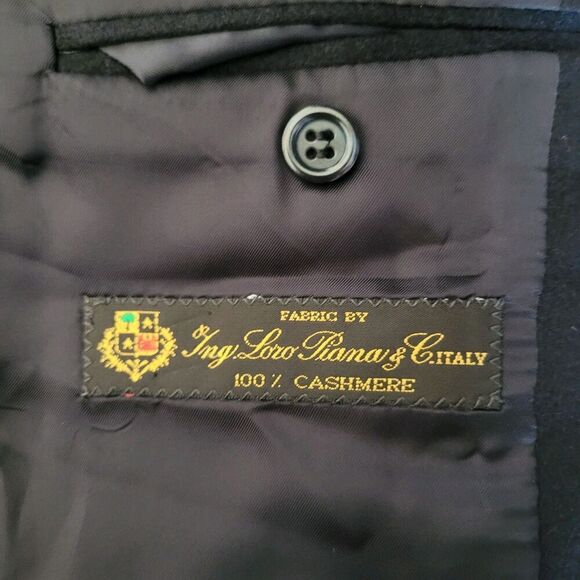 FABRIC BY
Ing. Loro Piana & C. ITALY
100 % CASHMERE